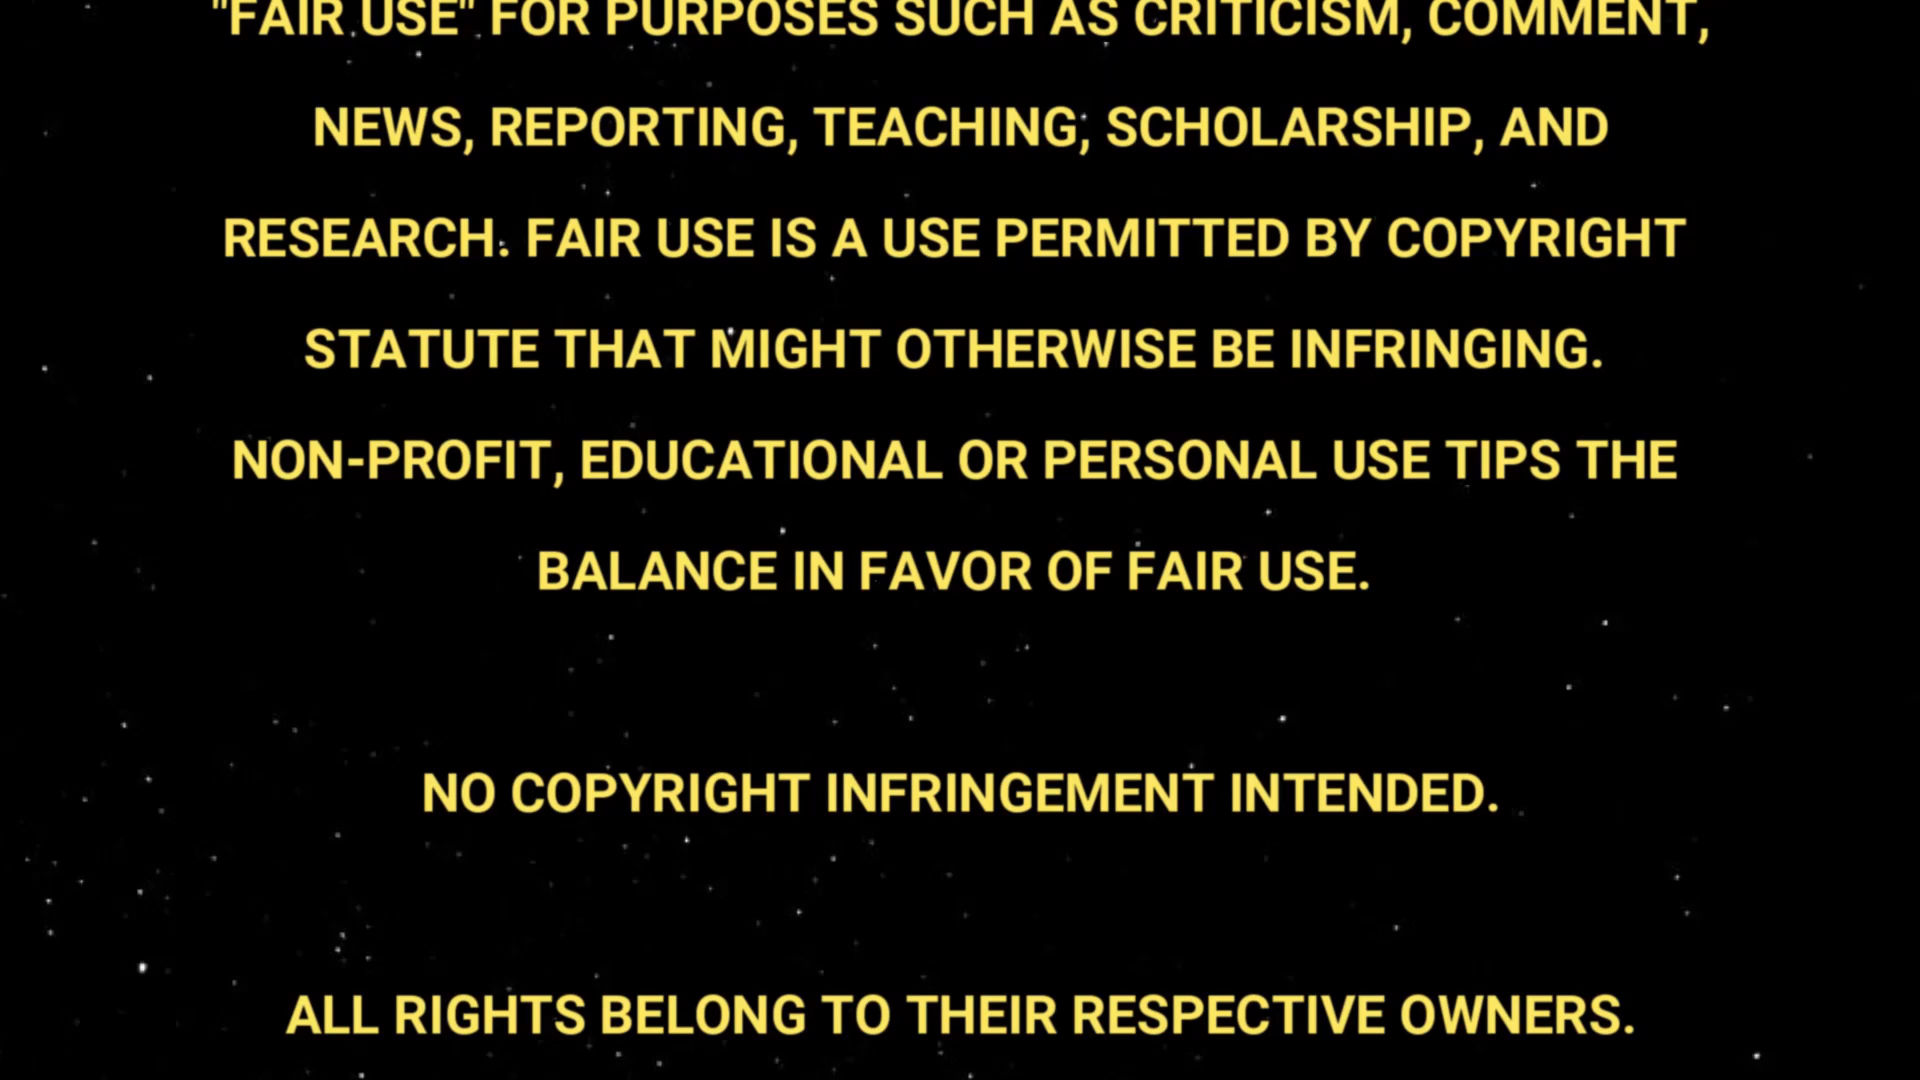 "FAIR USE" FOR PURPOSES SUCH AS CRITICISM, COMMENT,
NEWS, REPORTING, TEACHING, SCHOLARSHIP, AND
RESEARCH. FAIR USE IS A USE PERMITTED BY COPYRIGHT
STATUTE THAT MIGHT OTHERWISE BE INFRINGING.
NON-PROFIT, EDUCATIONAL OR PERSONAL USE TIPS THE
BALANCE IN FAVOR OF FAIR USE.
NO COPYRIGHT INFRINGEMENT INTENDED.
ALL RIGHTS BELONG TO THEIR RESPECTIVE OWNERS.